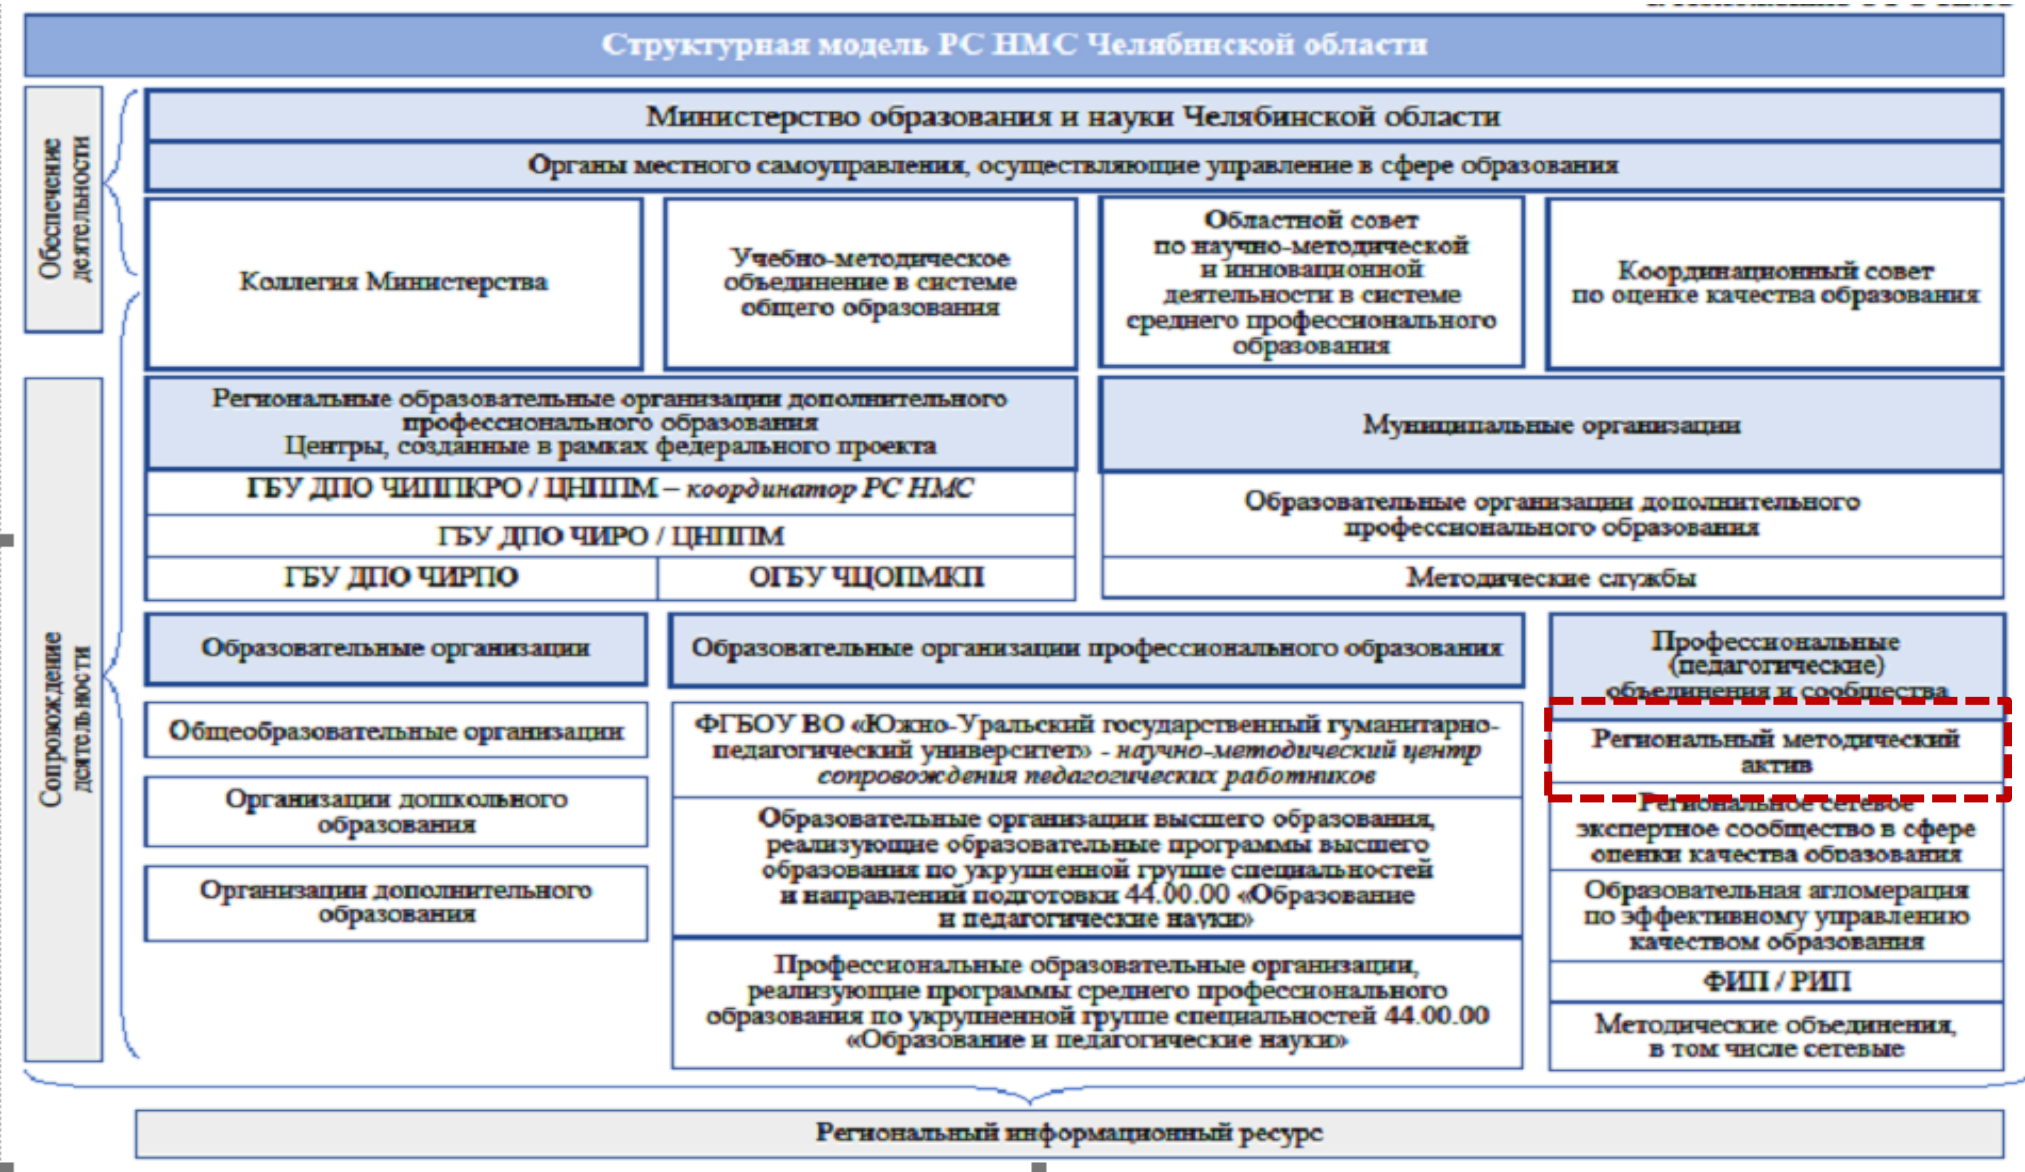 Структурная модель РС НМС Челябинской области
Обеспечение
деятельности
Министерство образования и науки Челябинской области
Органы местного самоуправления, осуществляющие управление в сфере образования
Коллегия Министерства
Учебно-методическое
объединение в системе
общего образования
Областной совет
по научно-методической
и инновационной
деятельности в системе
среднего профессионального
образования
Координационный совет
по оценке качества образования
Сопровождение
деятельности
Региональные образовательные организации дополнительного
профессионального образования
Центры, созданные в рамках федерального проекта
ГБУ ДПО ЧИППКРО / ЦНППМ – координатор РС НМС
ГБУ ДПО ЧИРО / ЦНППМ
ГБУ ДПО ЧИРПО
ОГБУ ЧЦОПМКП
Муниципальные организации
Образовательные организации дополнительного
профессионального образования
Методические службы
Образовательные организации
Общеобразовательные организации
Организации дошкольного
образования
Организации дополнительного
образования
Образовательные организации профессионального образования
ФГБОУ ВО «Южно-Уральский государственный гуманитарно-
педагогический университет» - научно-методический центр
сопровождения педагогических работников
Образовательные организации высшего образования,
реализующие образовательные программы высшего
образования по укрупненной группе специальностей
и направлений подготовки 44.00.00 «Образование
и педагогические науки»
Профессиональные образовательные организации,
реализующие программы среднего профессионального
образования по укрупненной группе специальностей 44.00.00
«Образование и педагогические науки»
Профессиональные
(педагогические)
объединения и сообщества
Региональный методический
актив
Региональное сетевое
экспертное сообщество в сфере
оценки качества образования
Образовательная агломерация
по эффективному управлению
качеством образования
ФИП / РИП
Методические объединения,
в том числе сетевые
Региональный информационный ресурс